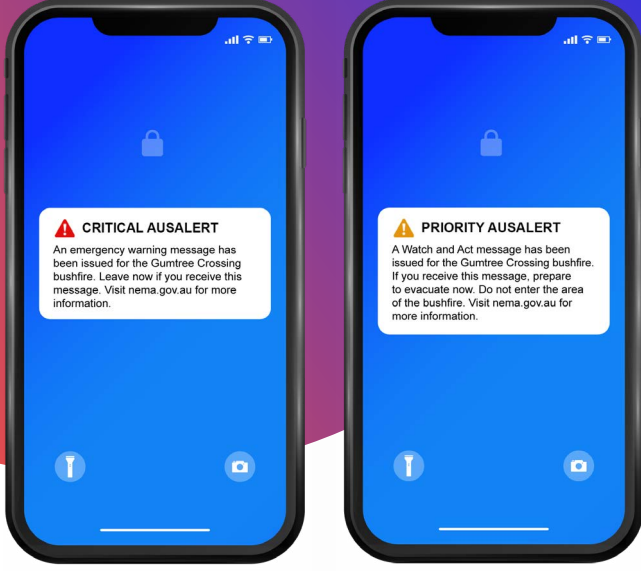 CRITICAL AUSALERT
An emergency warning message has
been issued for the Gumtree Crossing
bushfire. Leave now if you receive this
message. Visit nema.gov.au for more
information.
PRIORITY AUSALERT
A Watch and Act message has been
issued for the Gumtree Crossing bushfire.
If you receive this message, prepare
to evacuate now. Do not enter the area
of the bushfire. Visit nema.gov.au for
more information.